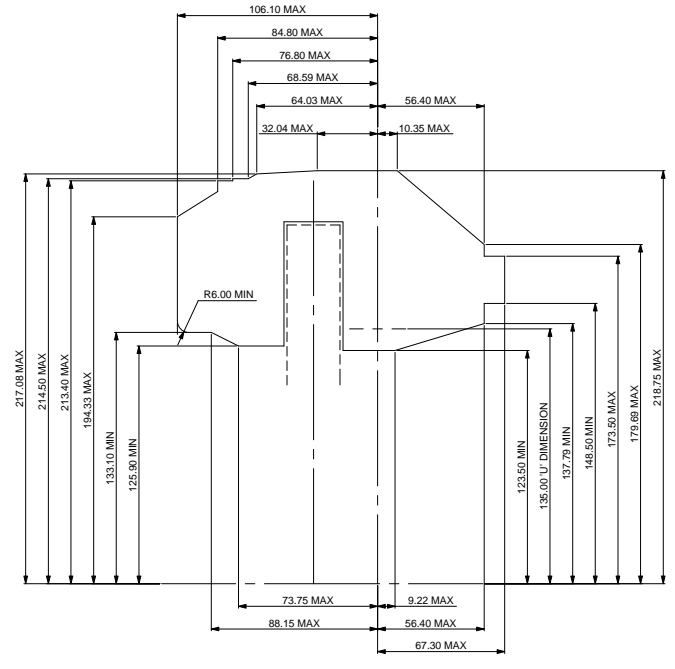 106.10 MAX
84.80 MAX
76.80 MAX
68.59 MAX
64.03 MAX
56.40 MAX
32.04 MAX
10.35 MAX
R6.00 MIN
217.08 MAX
214.50 MAX
213.40 MAX
194.33 MAX
133.10 MIN
125.90 MIN
123.50 MIN
135.00 'U' DIMENSION
137.79 MIN
148.50 MIN
173.50 MAX
179.69 MAX
218.75 MAX
73.75 MAX
9.22 MAX
88.15 MAX
56.40 MAX
67.30 MAX